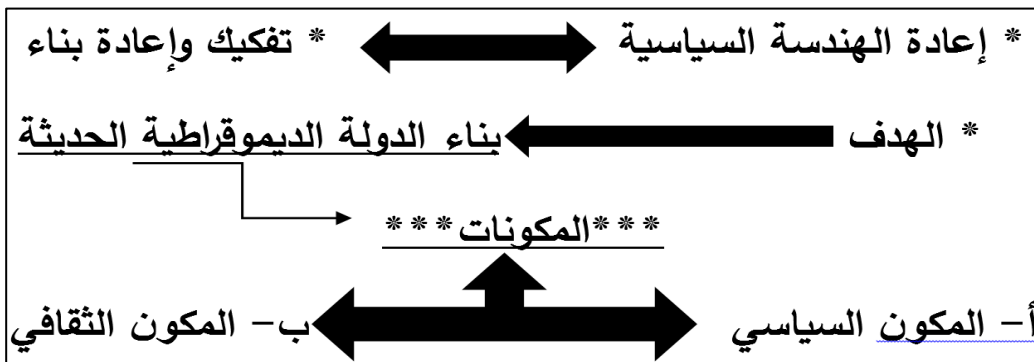 * إعادة الهندسة السياسية * تفكيك وإعادة بناء
* الهدف بناء الدولة الديموقراطية الحديثة
***المكونات***
أ- المكون السياسي ب- المكون الثقافي